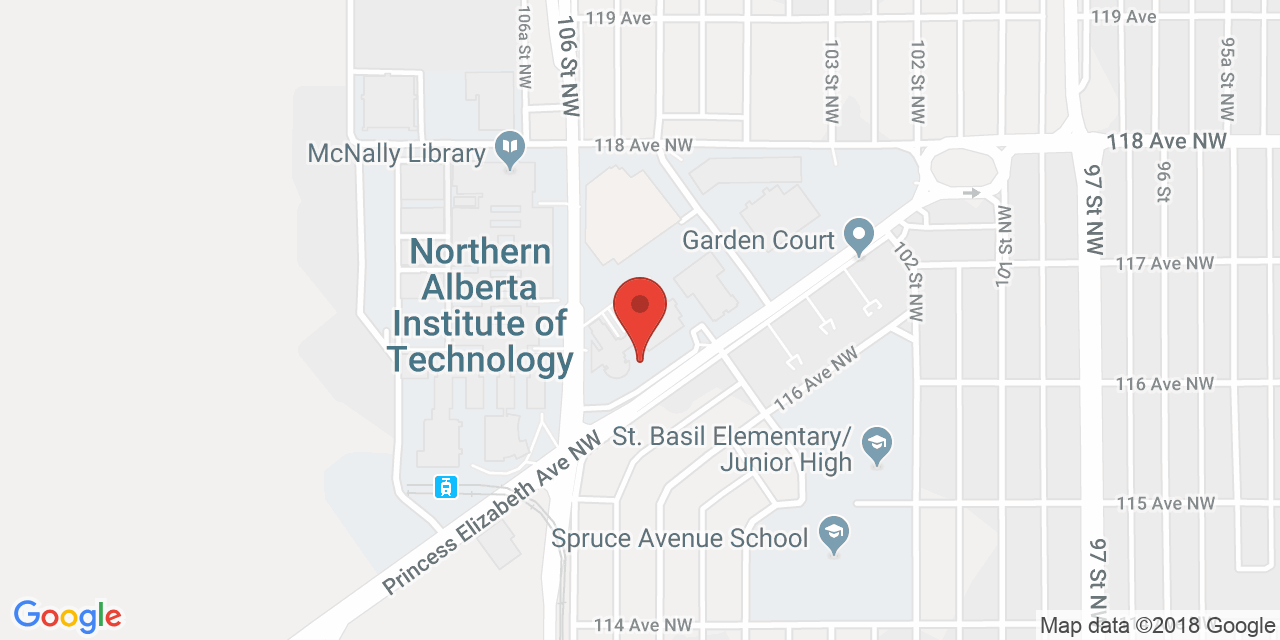 119 Ave
119 Ave
106a St NW
106 St NW
103 St NW
102 St NW
95a St NW
118 Ave NW
118 Ave NW
McNally Library
97 St NW
96 St
101 St NW
Garden Court
102 St NW
117 Ave NW
Northern
Alberta
Institute of
Technology
116 Ave NW
116 Ave NW
St. Basil Elementary/
Junior High
Princess Elizabeth Ave NW
115 Ave NW
Spruce Avenue School
97 St NW
Google
114 Ave NW
Map data ©2018 Google